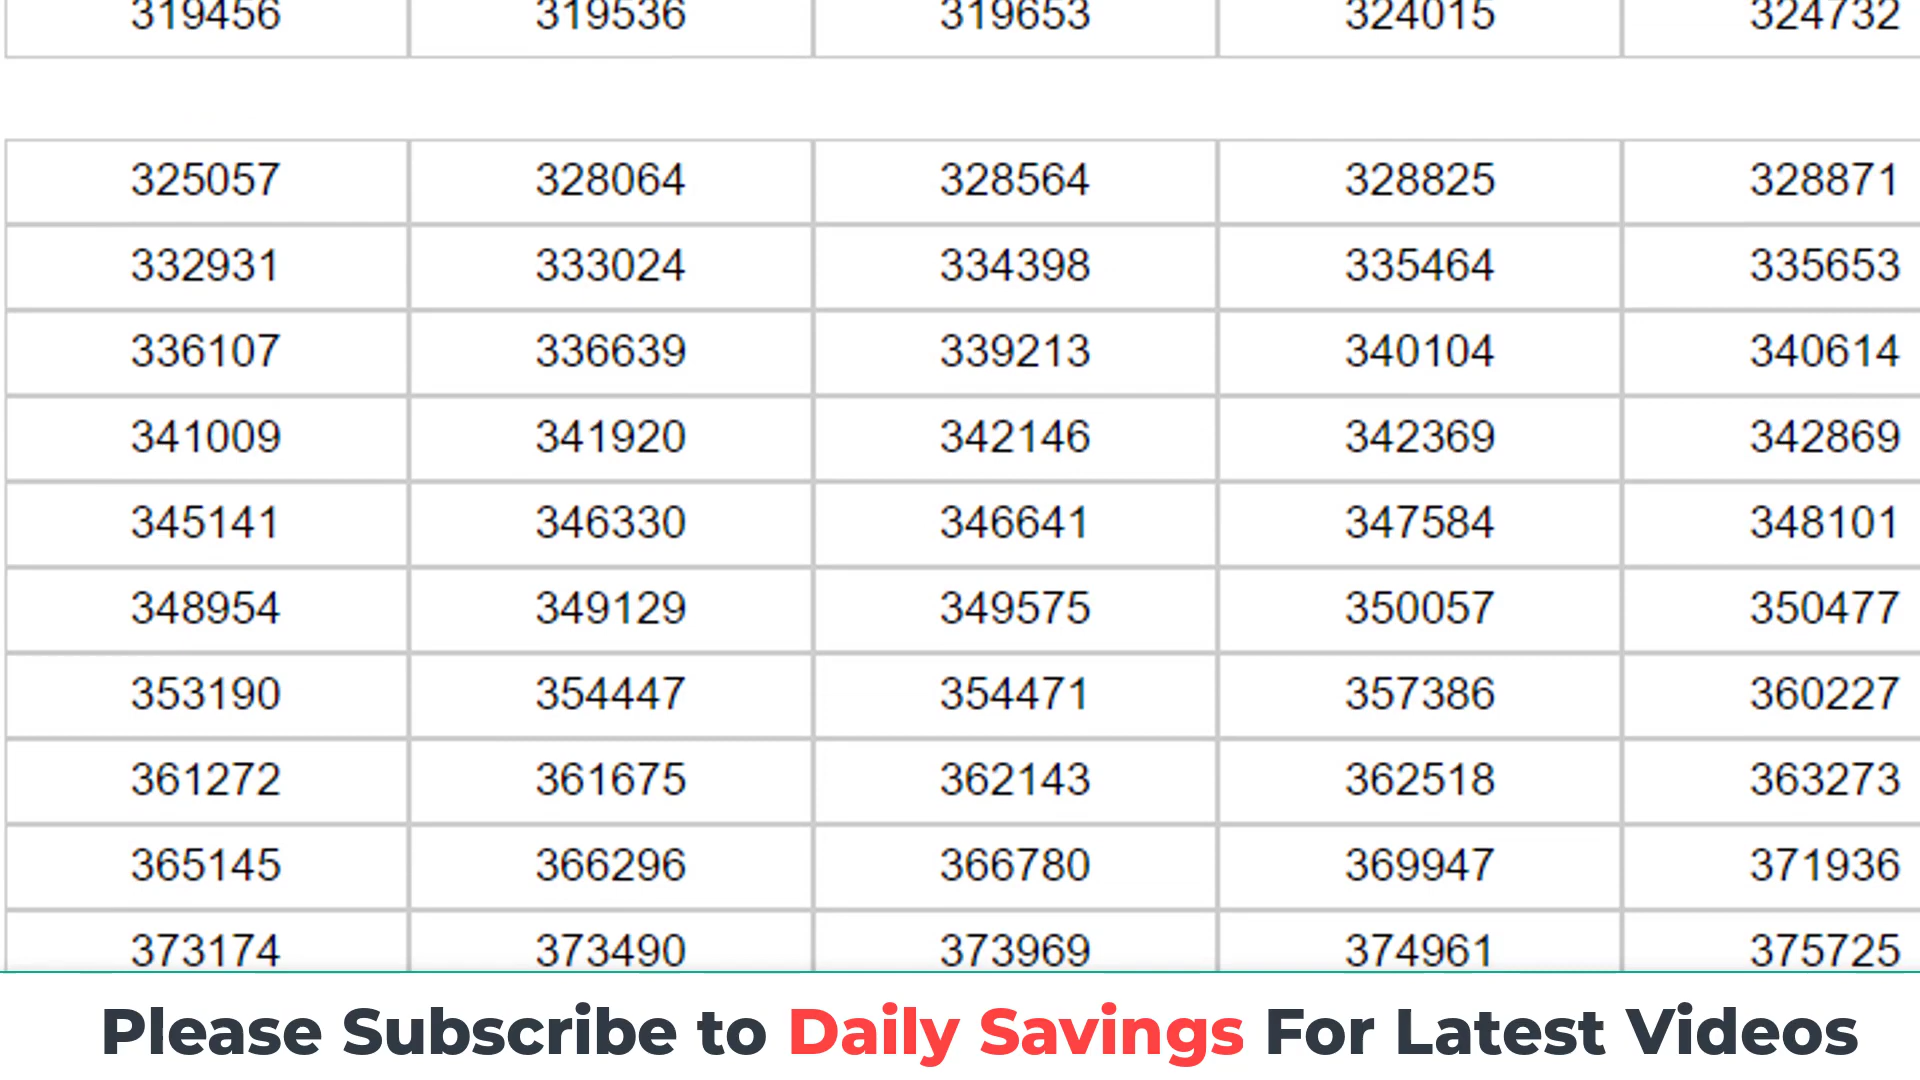 319456 319536 319653 324015 324732
325057 328064 328564 328825 328871
332931 333024 334398 335464 335653
336107 336639 339213 340104 340614
341009 341920 342146 342369 342869
345141 346330 346641 347584 348101
348954 349129 349575 350057 350477
353190 354447 354471 357386 360227
361272 361675 362143 362518 363273
365145 366296 366780 369947 371936
373174 373490 373969 374961 375725
Please Subscribe to Daily Savings For Latest Videos